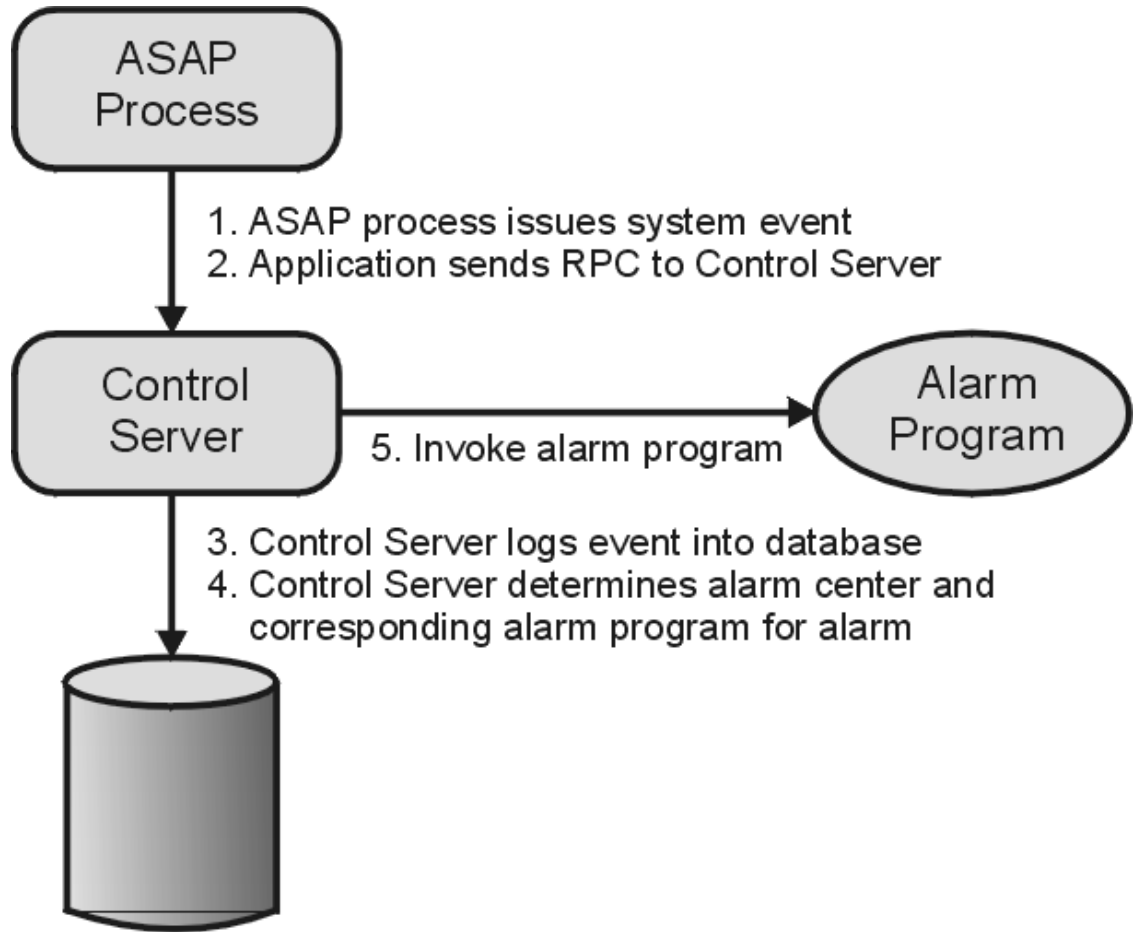 ASAP
Process
1. ASAP process issues system event
2. Application sends RPC to Control Server
Control
Server
Alarm
Program
5. Invoke alarm program
3. Control Server logs event into database
4. Control Server determines alarm center and
corresponding alarm program for alarm